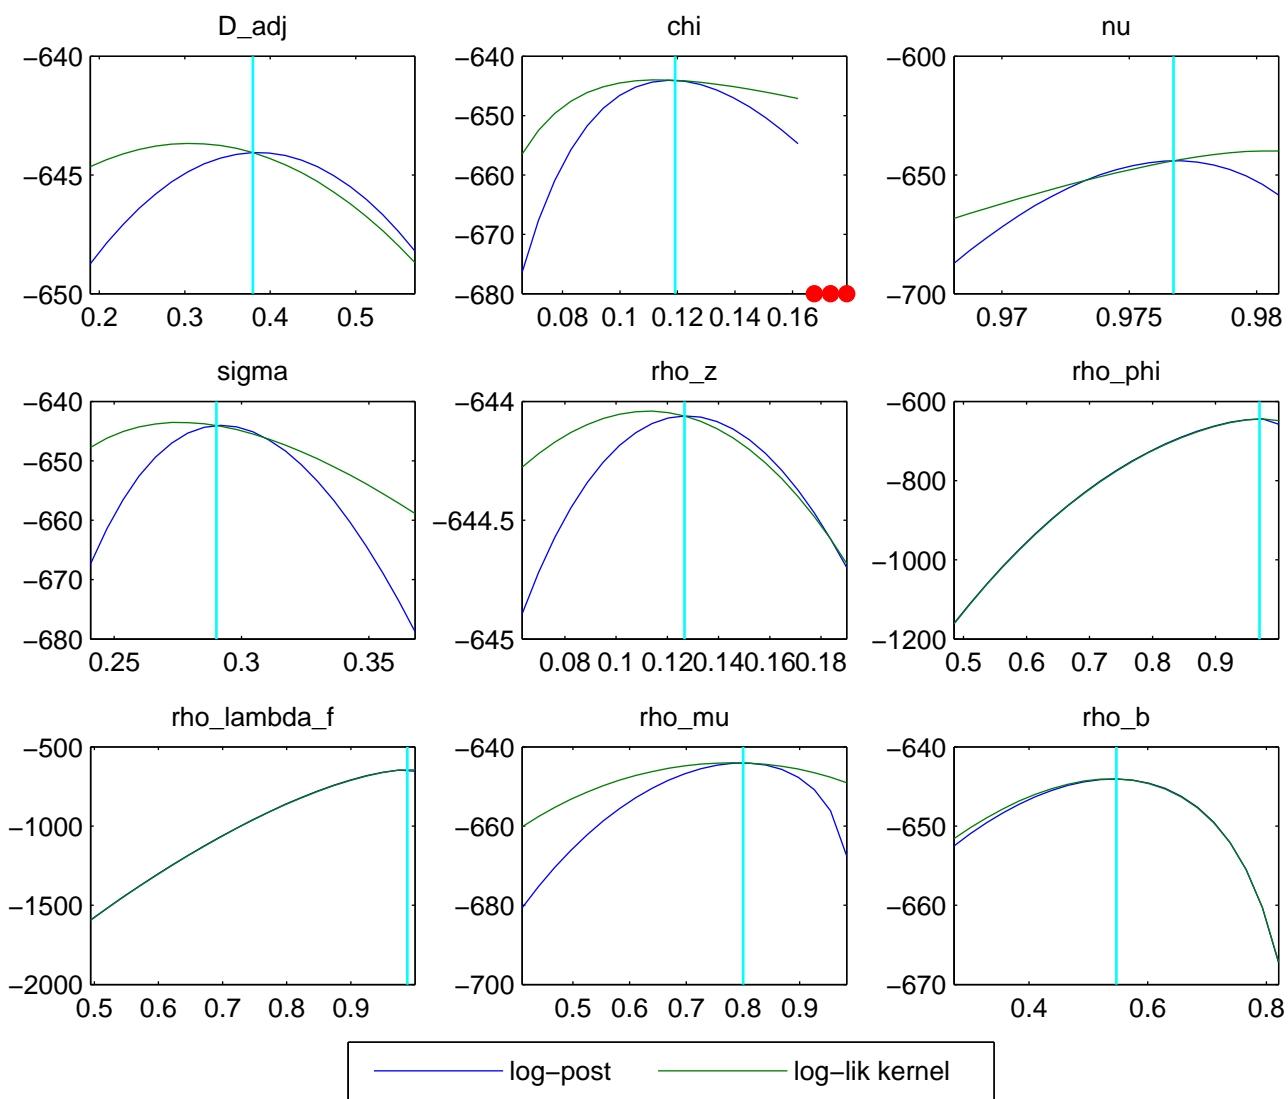 D_adj
−640
−645
−650
0.2 0.3 0.4 0.5
chi
−640
−650
−660
−670
−680
0.08 0.1 0.12 0.14 0.16
nu
−600
−650
−700
0.97 0.975 0.98
sigma
−640
−650
−660
−670
−680
0.25 0.3 0.35
rho_z
−644
−644.5
−645
0.08 0.1 0.12 0.14 0.16 0.18
rho_phi
−600
−800
−1000
−1200
0.5 0.6 0.7 0.8 0.9
rho_lambda_f
−500
−1000
−1500
−2000
0.5 0.6 0.7 0.8 0.9
rho_mu
−640
−660
−680
−700
0.5 0.6 0.7 0.8 0.9
rho_b
−640
−650
−660
−670
0.4 0.6 0.8
log−post log−lik kernel